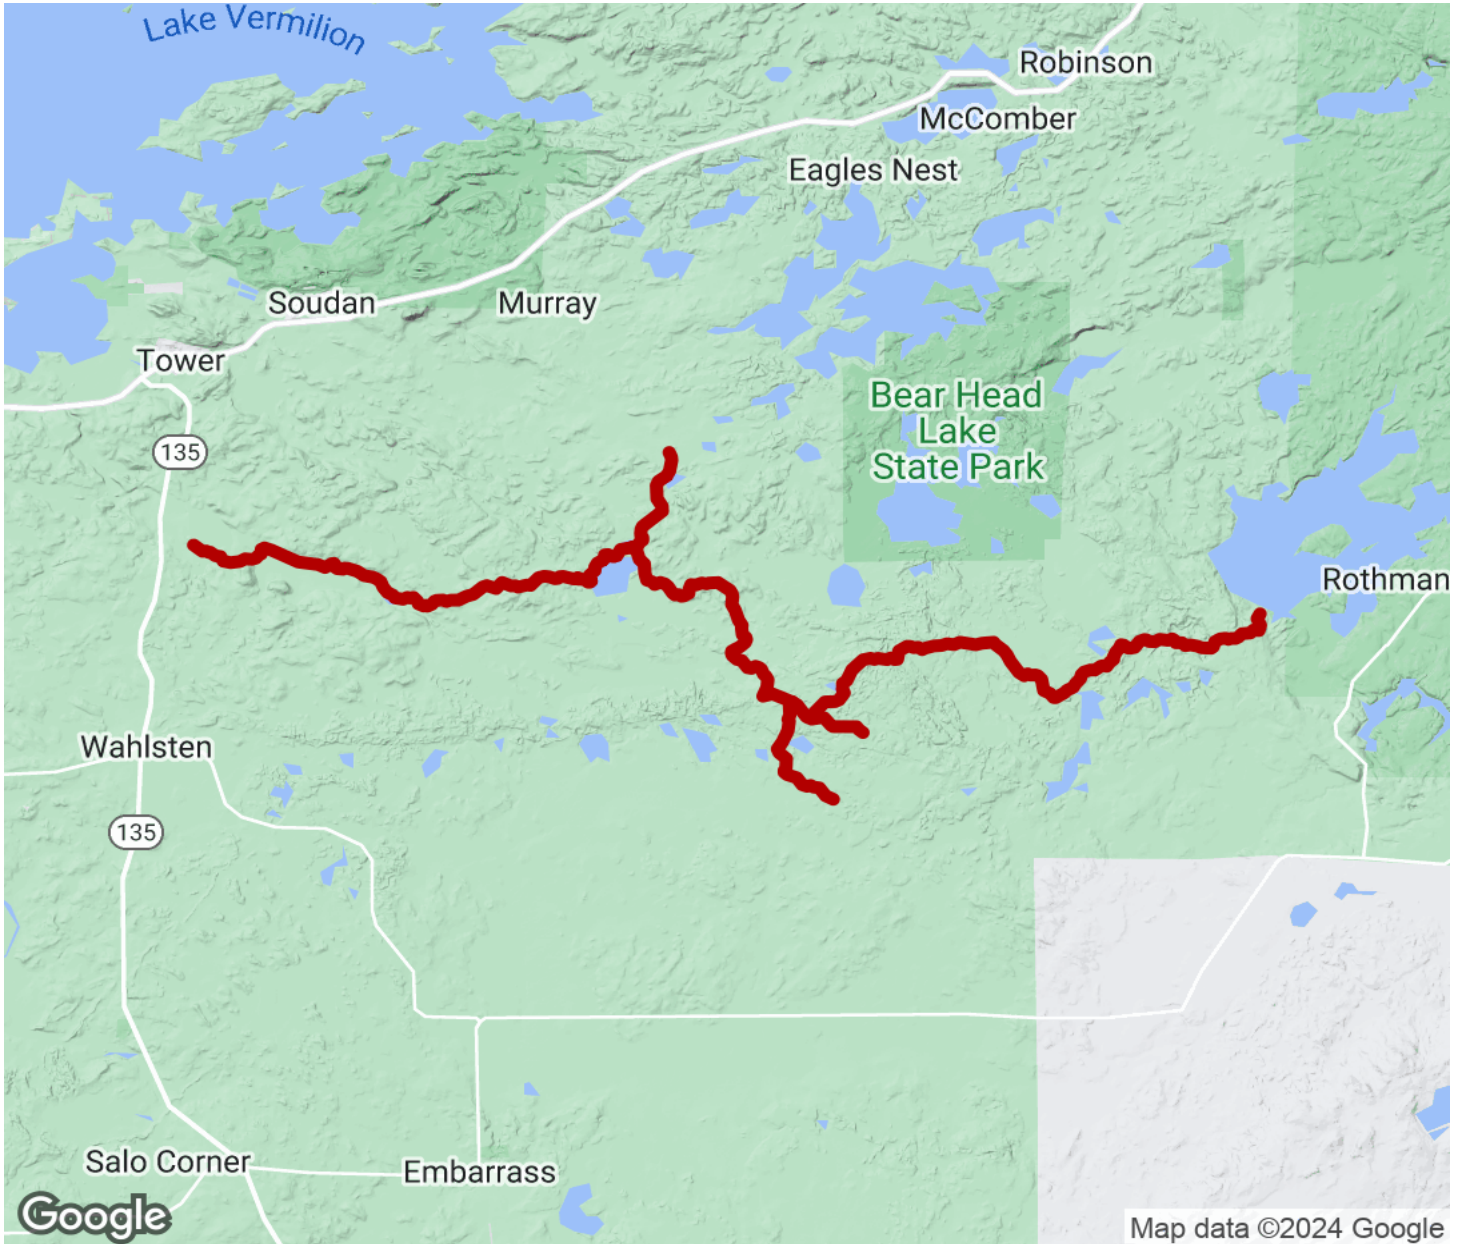 Lake Vermilion
Robinson
McComber
Eagles Nest
Soudan
Murray
Tower
Bear Head
Lake
State Park
135
Rothman
Wahlsten
135
Salo Corner
Embarrass
Google
Map data ©2024 Google